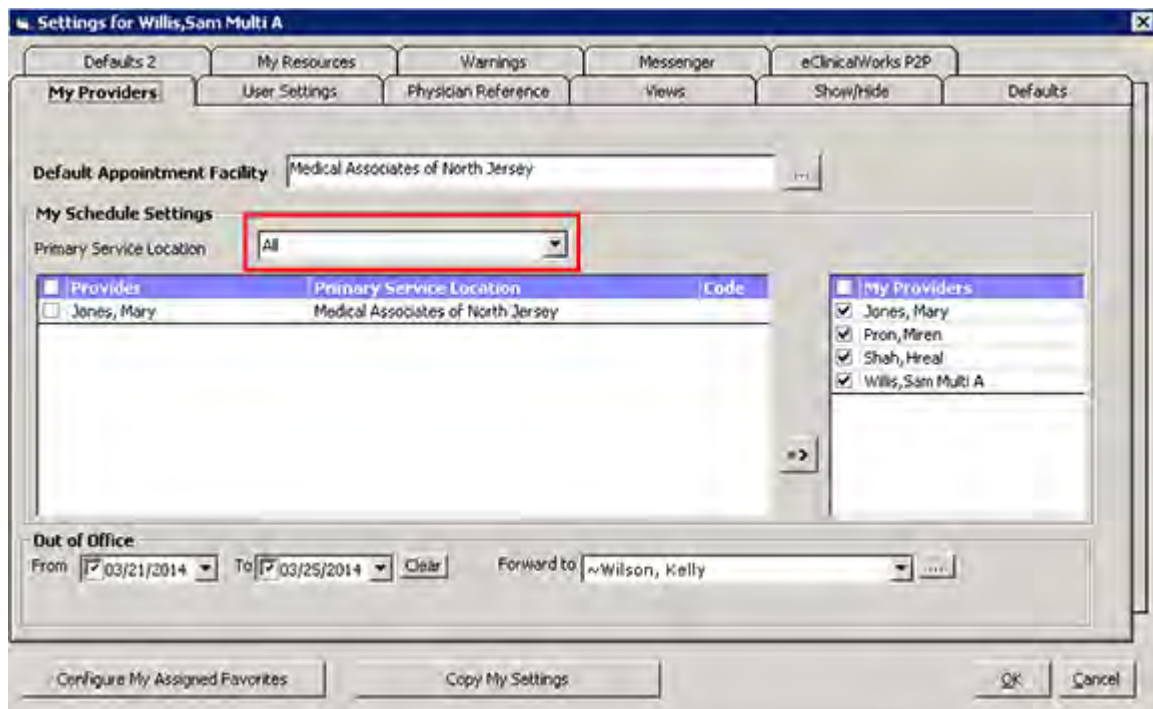 Settings for Willis,Sam Multi A
Defaults 2 My Resources Warnings Messenger eClinicalWorks P2P
My Providers User Settings Physician Reference Views Show/Hide Defaults
Default Appointment Facility Medical Associates of North Jersey ...
My Schedule Settings
Primary Service Location All
Provider Primary Service Location Code My Providers
Jones, Mary Medical Associates of North Jersey Jones, Mary
Pron,Miren
Shah, Hreal
Willis,Sam Multi A
=>
Out of Office
From 03/21/2014 To 03/25/2014 Clear Forward to ~Wilson, Kelly ....
Configure My Assigned Favorites Copy My Settings OK Cancel